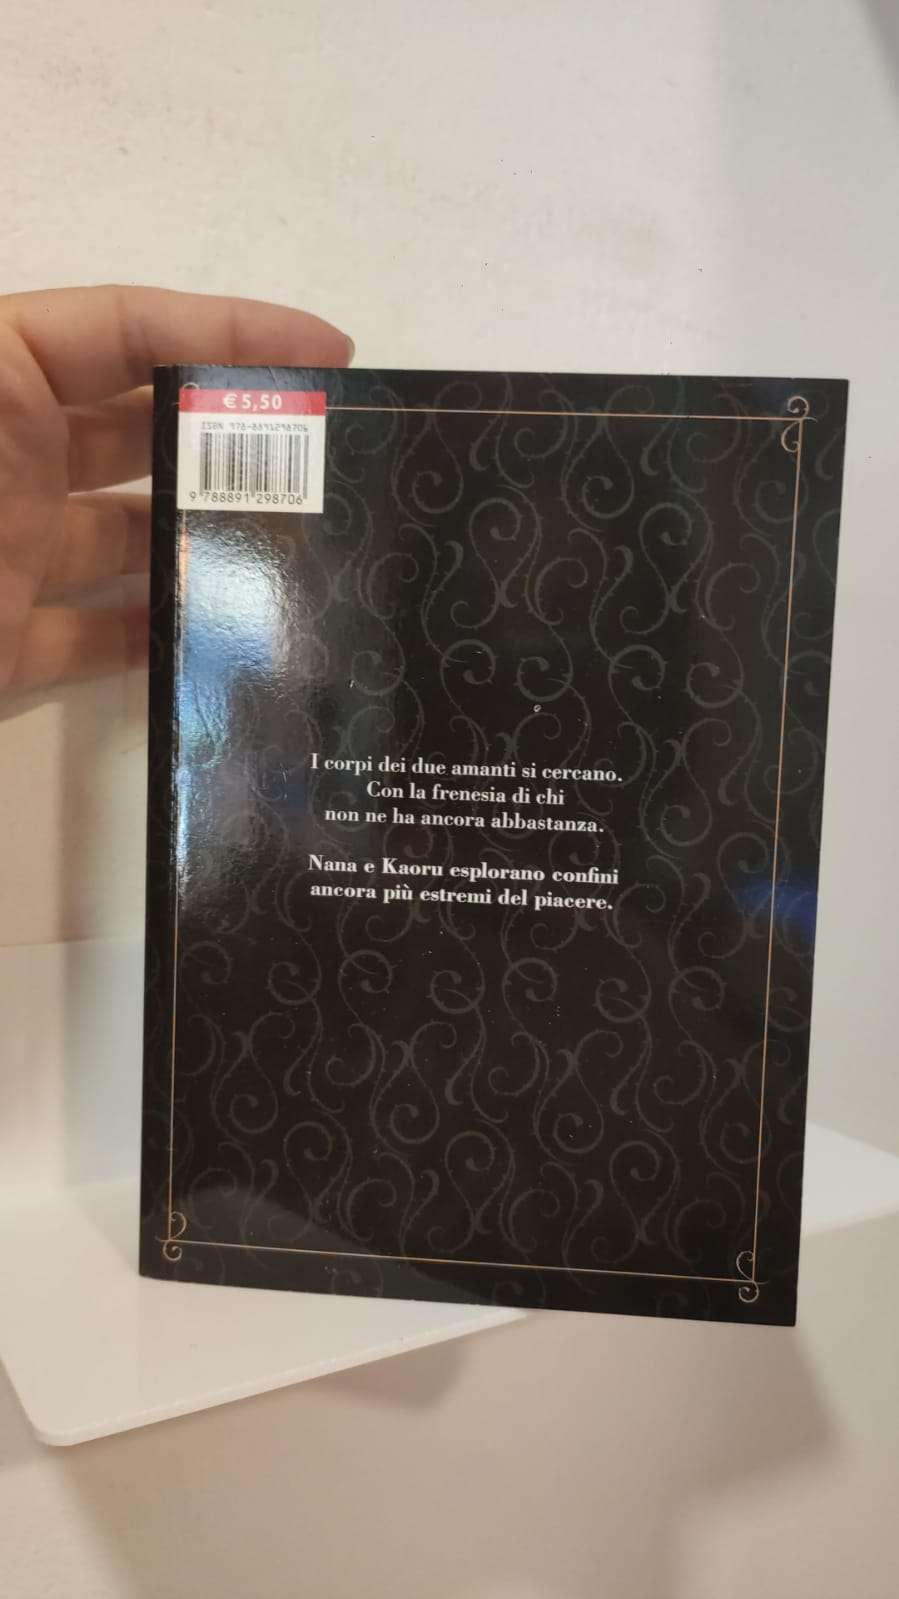 € 5,50
ISBN 978-8891298706
9 788891 298706
I corpi dei due amanti si cercano.
Con la frenesia di chi
non ne ha ancora abbastanza.
Nana e Kaoru esplorano confini
ancora più estremi del piacere.